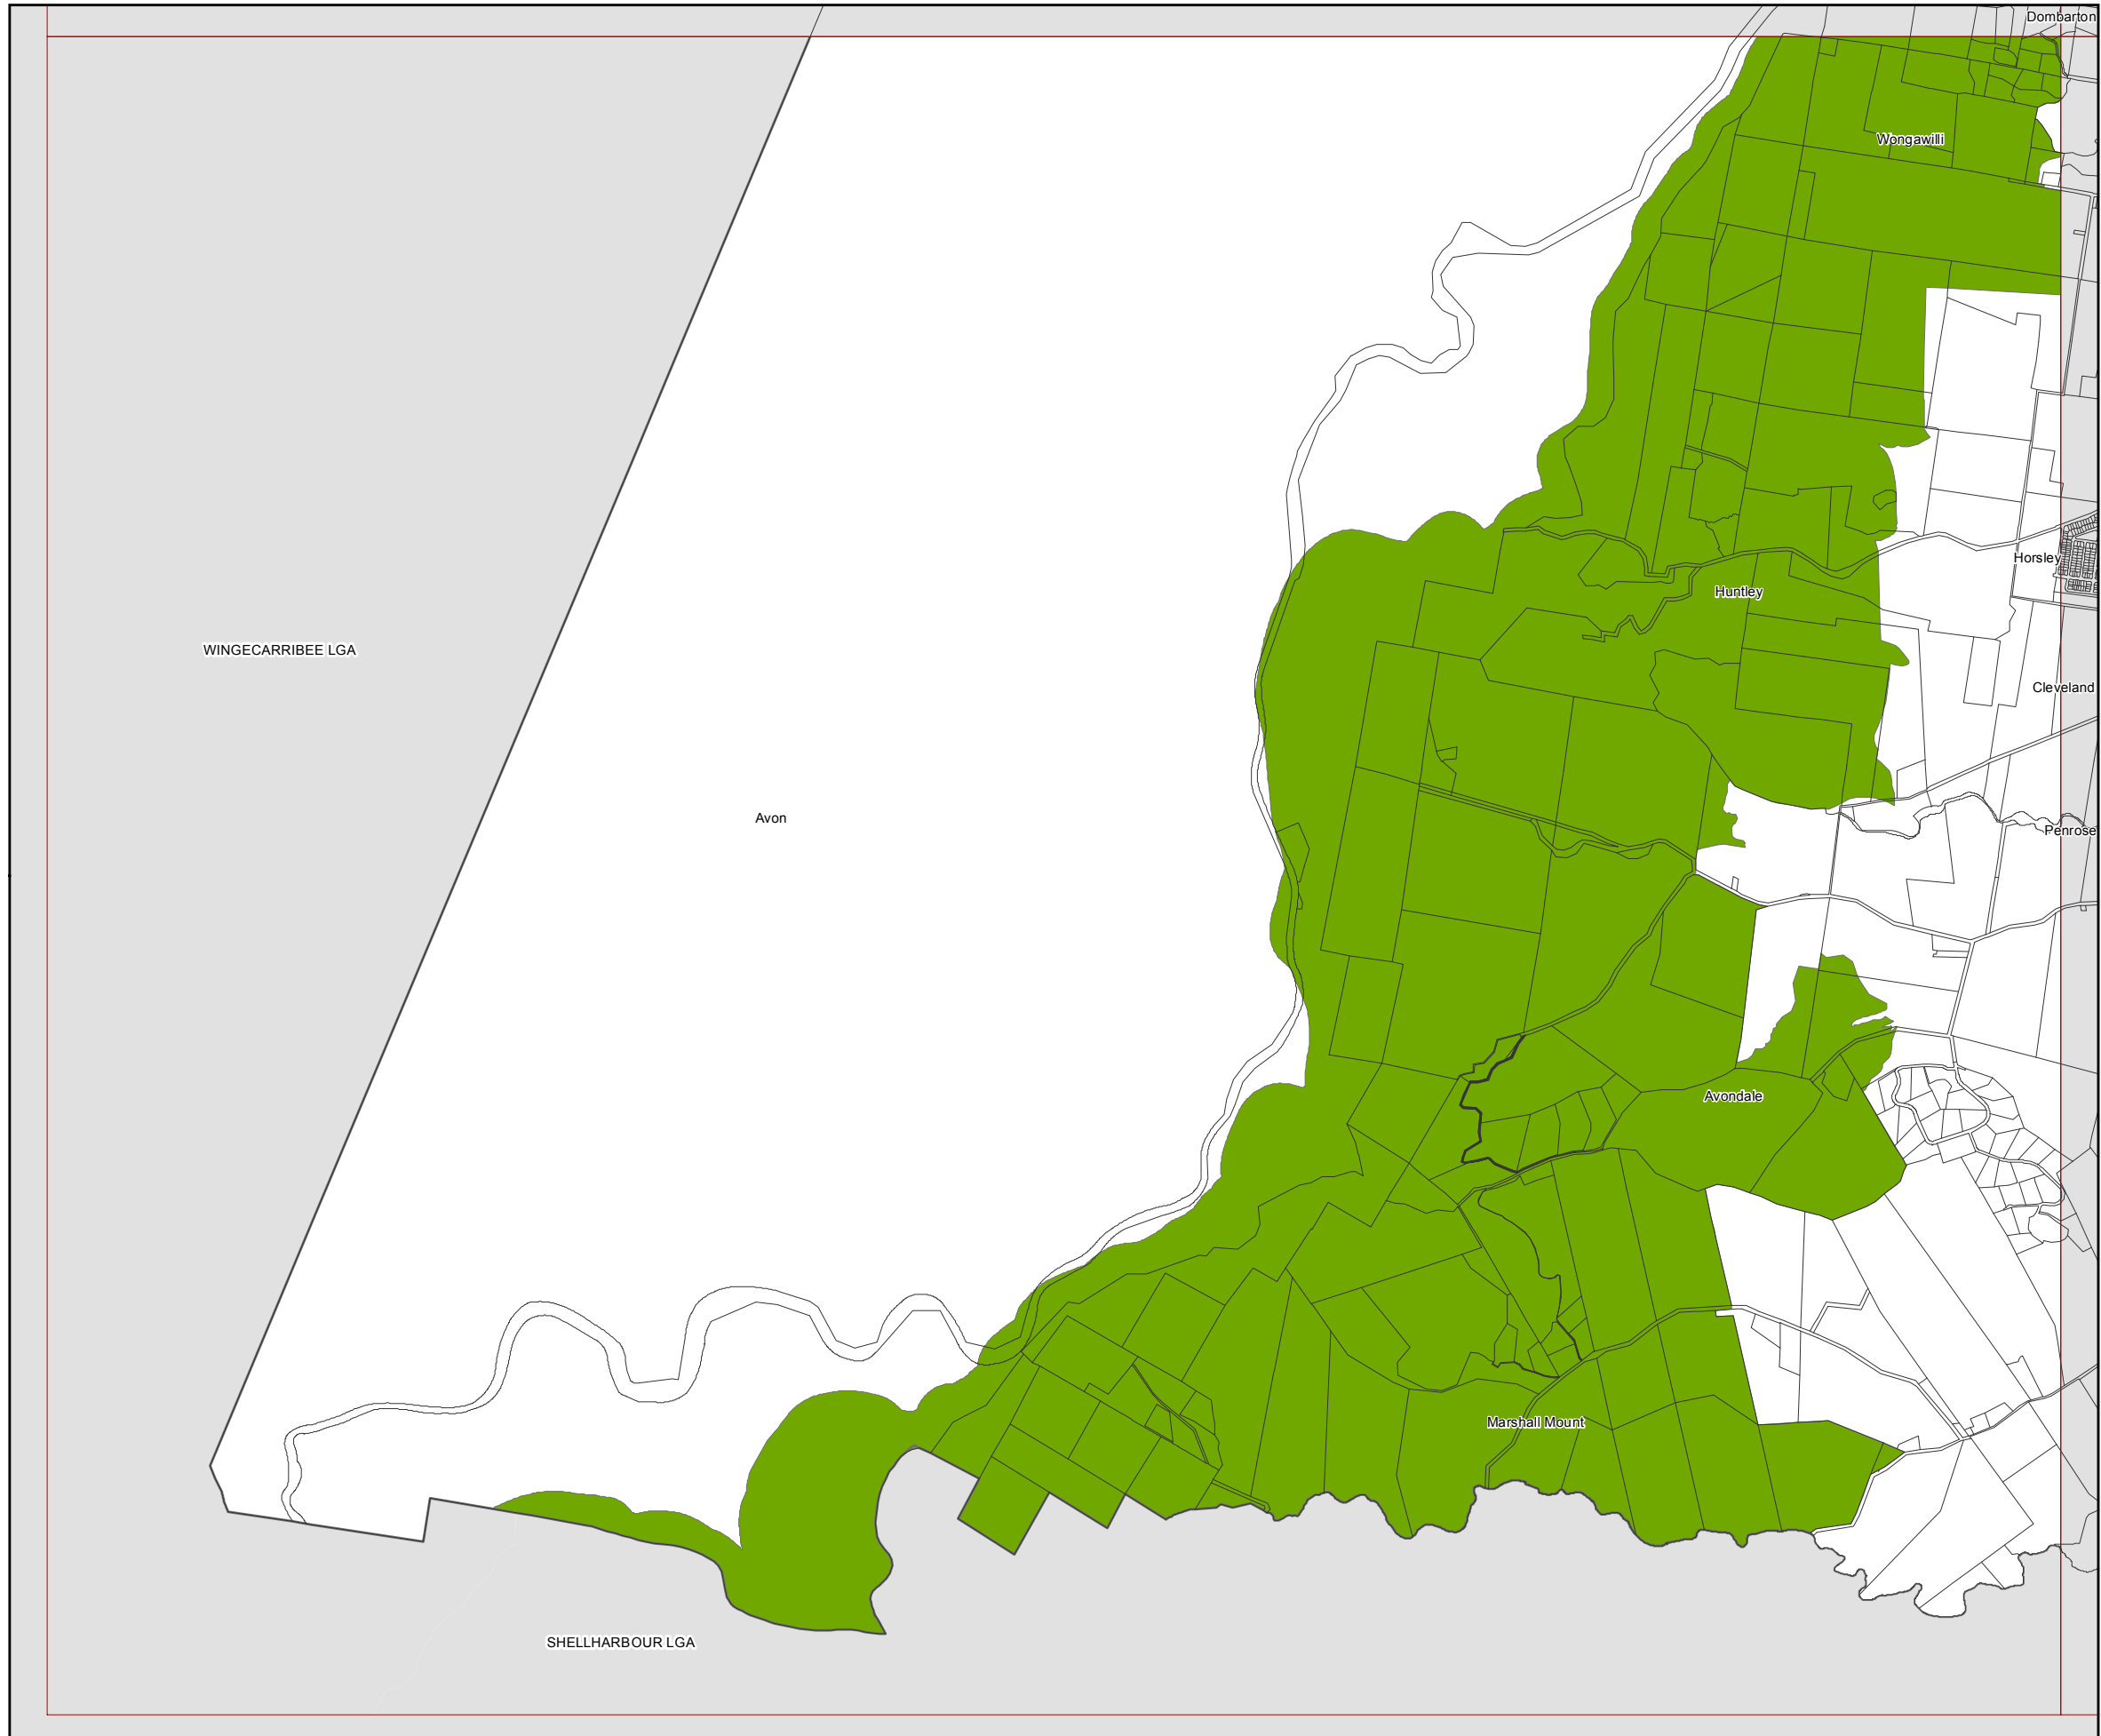 Dombarton
Wongawilli
Horsley
Huntley
WINGECARRIBEE LGA
Cleveland
Avon
Penrose
Avondale
Marshall Mount
SHELLHARBOUR LGA